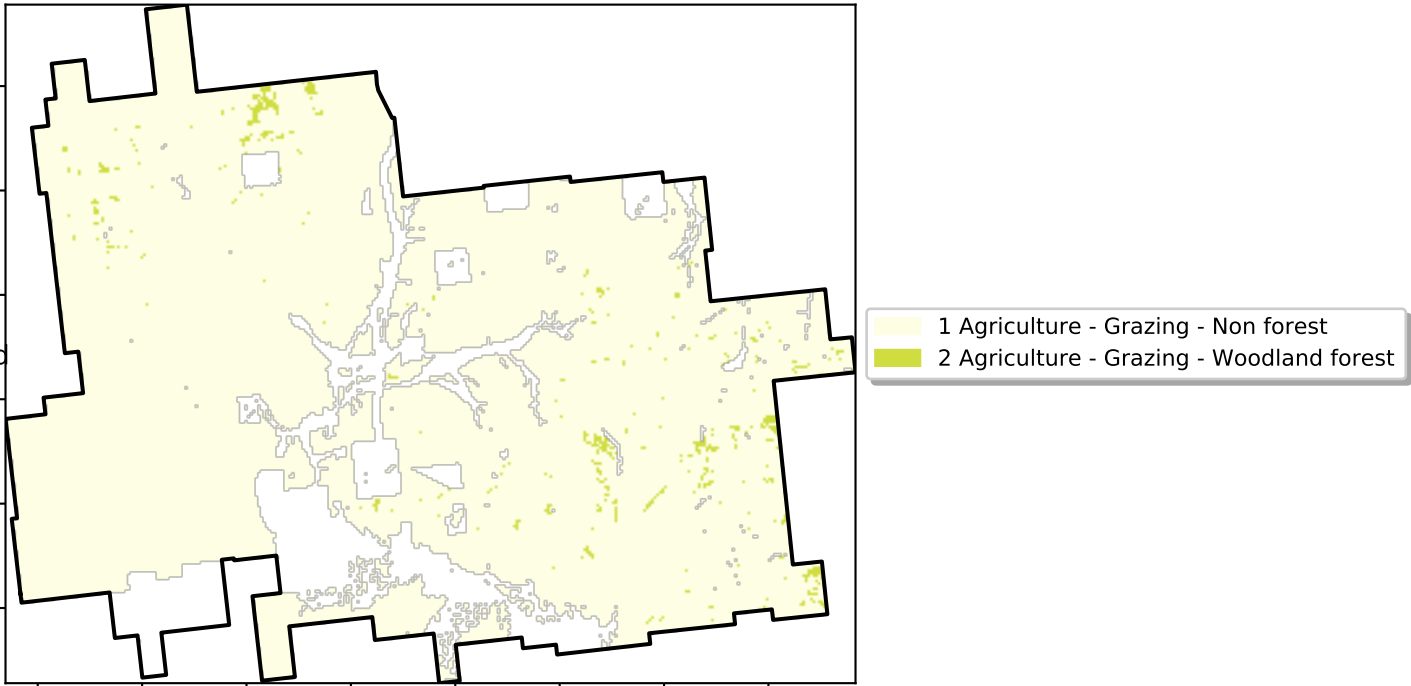 1 Agriculture - Grazing - Non forest
2 Agriculture - Grazing - Woodland forest